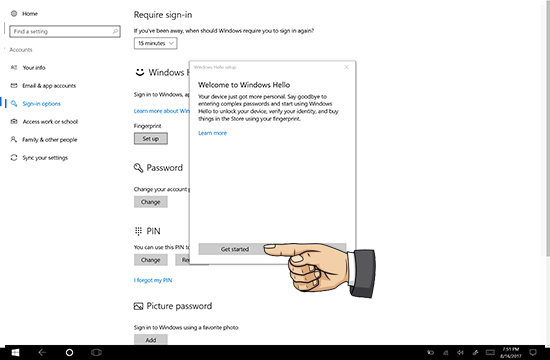 Home
Find a setting
Accounts
Your info
Email & app accounts
Sign-in options
Access work or school
Family & other people
Sync your settings
Require sign-in
If you've been away, when should Windows require you to sign in again?
15 minutes
Windows H
Sign in to Windows, ap
Learn more about Win
Fingerprint
Set up
Password
Change your account p
Change
PIN
You can use this PIN to
Change
Re
I forgot my PIN
Picture password
Sign in to Windows using a favorite photo
Add
Windows Hello setup
Welcome to Windows Hello
Your device just got more personal. Say goodbye to
entering complex passwords and start using Windows
Hello to unlock your device, verify your identity, and buy
things in the Store using your fingerprint.
Learn more
Get started
7:51 PM
8/16/2017